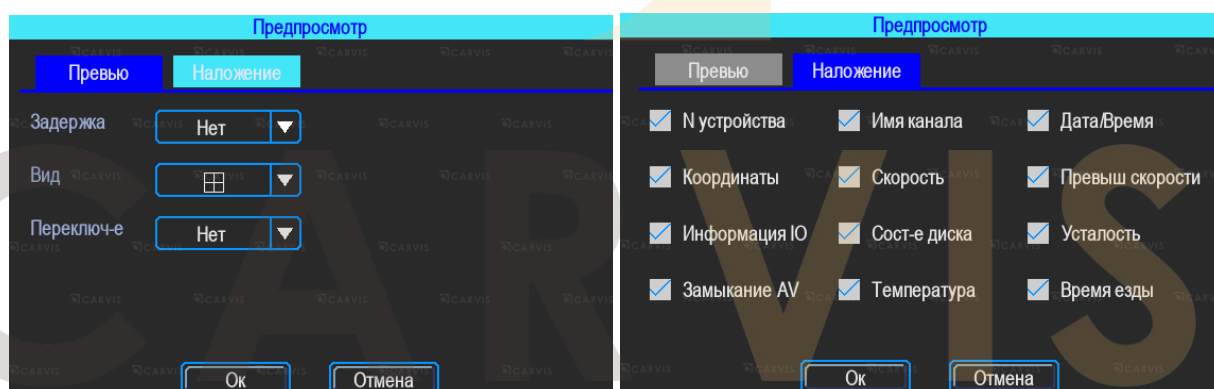 Предпросмотр
Превью Наложение
Задержка Нет
Вид
Переключ-е Нет
Ок Отмена
Предпросмотр
Превью Наложение
N устройства Имя канала Дата/Время
Координаты Скорость Превыш скорости
Информация IO Сост-е диска Усталость
Замыкание AV Температура Время езды
Ок Отмена
CARVIS